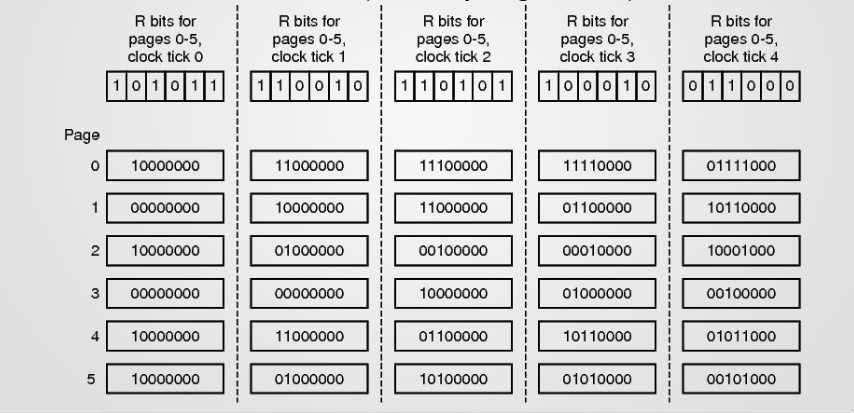 R bits for pages 0-5, clock tick 0
R bits for pages 0-5, clock tick 1
R bits for pages 0-5, clock tick 2
R bits for pages 0-5, clock tick 3
R bits for pages 0-5, clock tick 4
1 0 1 0 1 1
1 1 0 0 1 0
1 1 0 1 0 1
1 0 0 0 1 0
0 1 1 0 0 0
Page
0 10000000 11000000 11100000 11110000 01111000
1 00000000 10000000 11000000 01100000 10110000
2 10000000 01000000 00100000 00010000 10001000
3 00000000 00000000 10000000 01000000 00100000
4 10000000 11000000 01100000 10110000 01011000
5 10000000 01000000 10100000 01010000 00101000